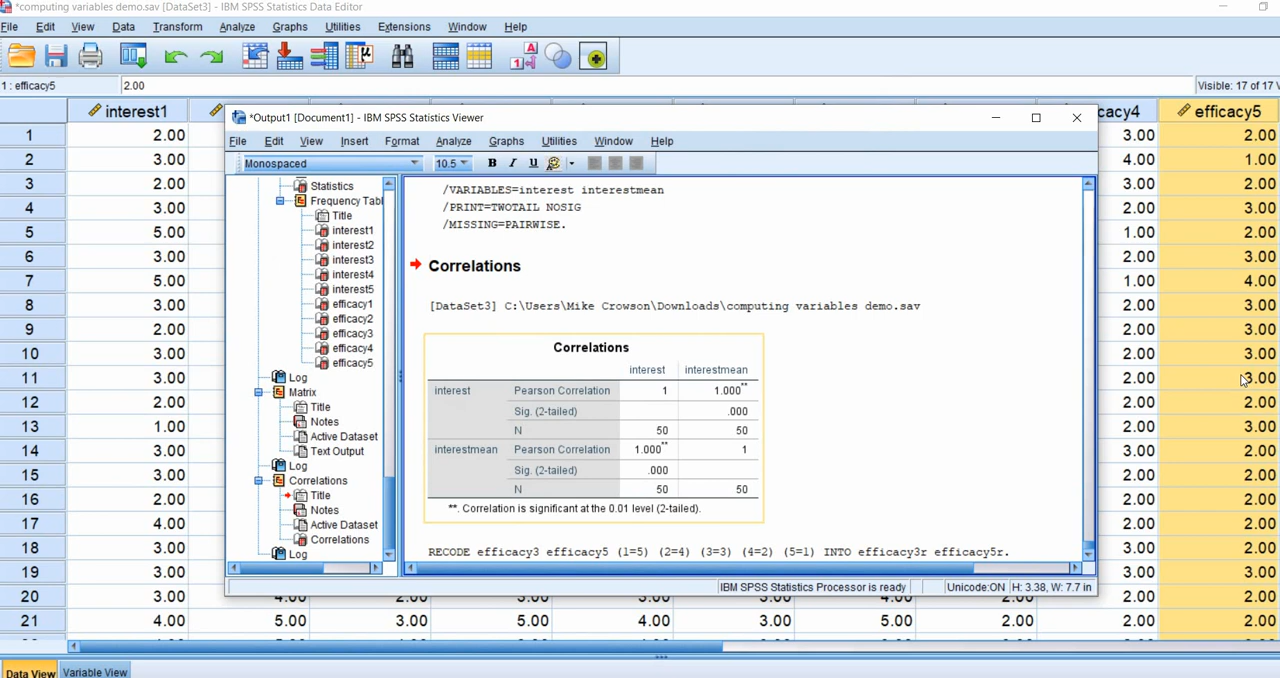 *computing variables demo.sav [DataSet3] - IBM SPSS Statistics Data Editor
File Edit View Data Transform Analyze Graphs Utilities Extensions Window Help
1 : efficacy5 2.00 Visible: 17 of 17 V
interest1 cacy4 efficacy5
*Output1 [Document1] - IBM SPSS Statistics Viewer
File Edit View Insert Format Analyze Graphs Utilities Window Help
Monospaced 10.5 B I U
Statistics
Frequency Tabl
Title
interest1
interest2
interest3
interest4
interest5
efficacy1
efficacy2
efficacy3
efficacy4
efficacy5
Log
Matrix
Title
Notes
Active Dataset
Text Output
Log
Correlations
Title
Notes
Active Dataset
Correlations
Log
/VARIABLES=interest interestmean
/PRINT=TWOTAIL NOSIG
/MISSING=PAIRWISE.
Correlations
[DataSet3] C:\Users\Mike Crowson\Downloads\computing variables demo.sav
Correlations
interest interestmean
interest Pearson Correlation 1 1.000**
Sig. (2-tailed) .000
N 50 50
interestmean Pearson Correlation 1.000** 1
Sig. (2-tailed) .000
N 50 50
**. Correlation is significant at the 0.01 level (2-tailed).
RECODE efficacy3 efficacy5 (1=5) (2=4) (3=3) (4=2) (5=1) INTO efficacy3r efficacy5r.
IBM SPSS Statistics Processor is ready Unicode:ON H: 3.38, W: 7.7 in
1 2.00 3.00 2.00
2 3.00 4.00 1.00
3 2.00 3.00 2.00
4 3.00 2.00 3.00
5 5.00 1.00 2.00
6 3.00 2.00 3.00
7 5.00 1.00 4.00
8 3.00 2.00 3.00
9 2.00 2.00 3.00
10 3.00 2.00 3.00
11 3.00 2.00 3.00
12 2.00 2.00 2.00
13 1.00 2.00 3.00
14 3.00 3.00 2.00
15 3.00 2.00 2.00
16 2.00 2.00 2.00
17 4.00 2.00 2.00
18 3.00 3.00 2.00
19 3.00 3.00 2.00
20 3.00 4.00 2.00 3.00 3.00 3.00 4.00 2.00 2.00 2.00
21 4.00 5.00 3.00 5.00 4.00 3.00 5.00 2.00 2.00 2.00
Data View Variable View